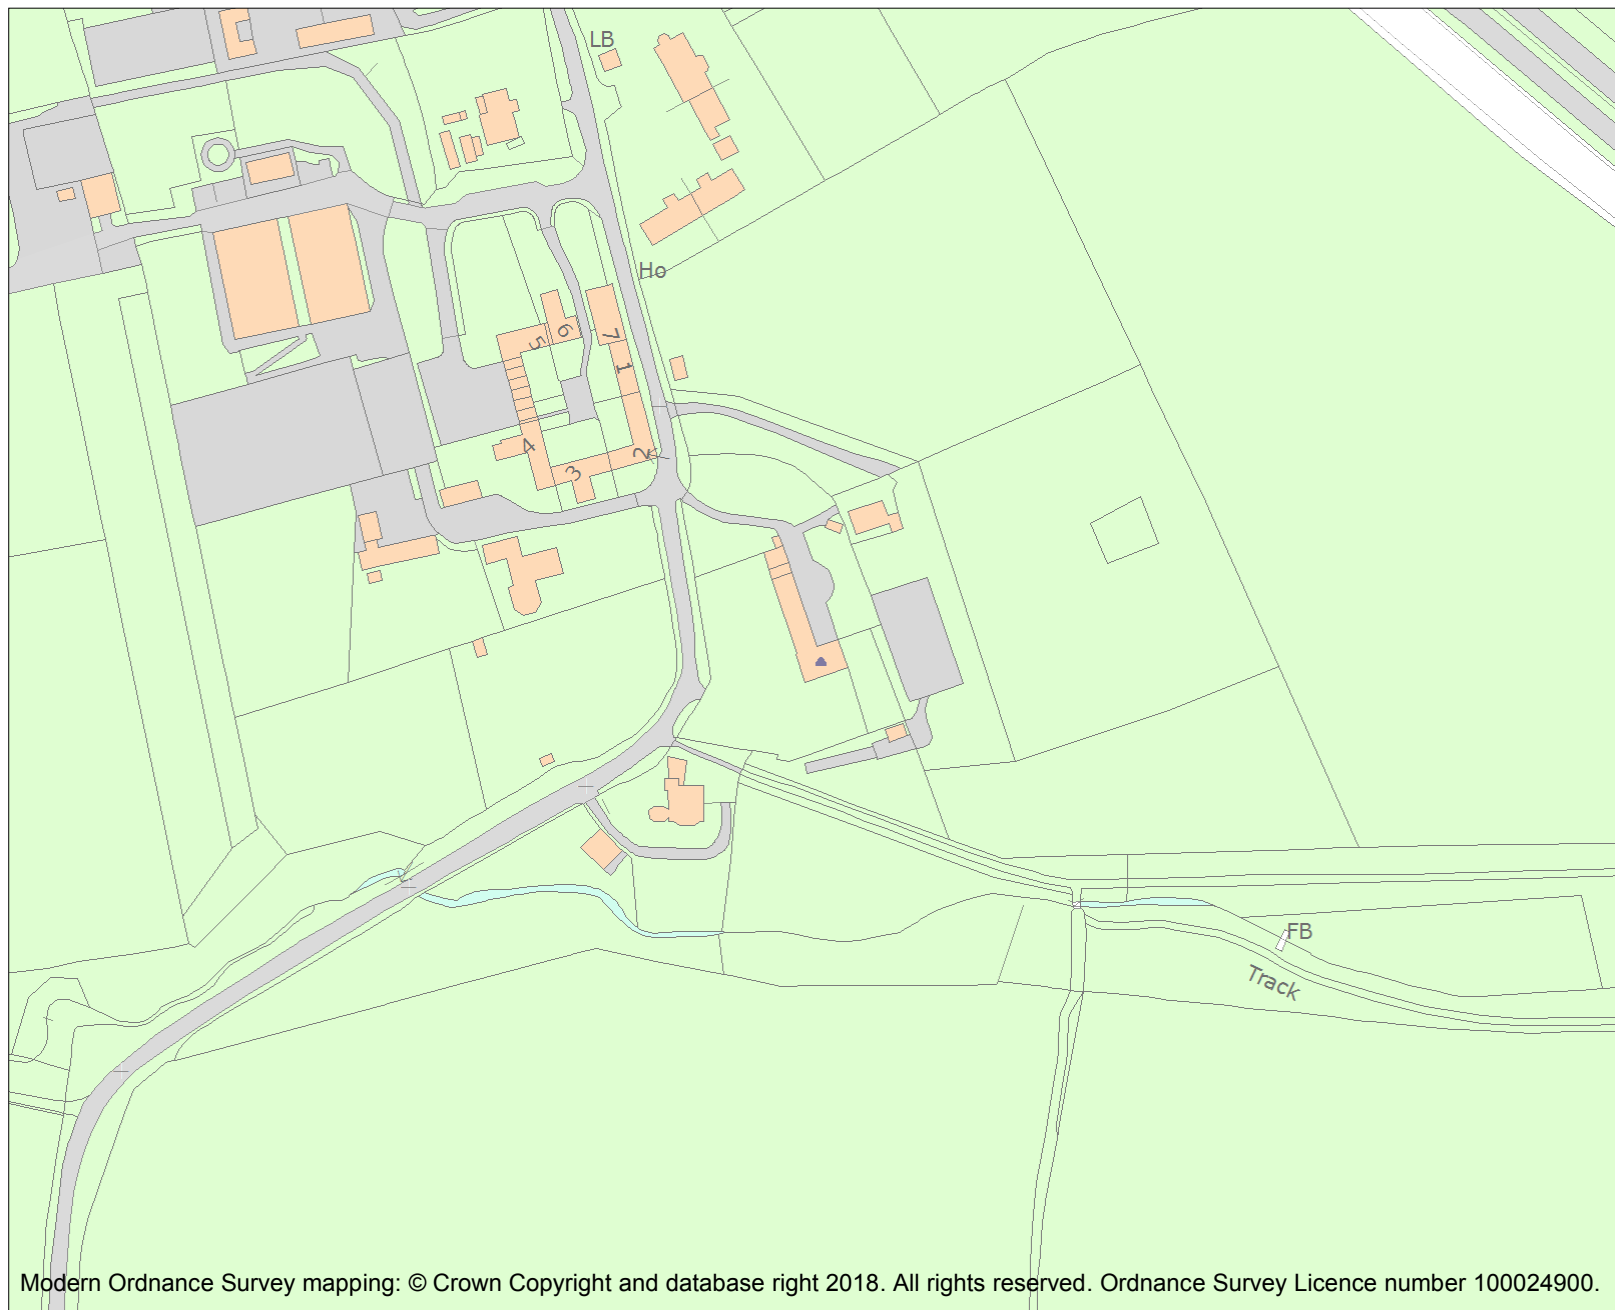 LB
Ho
5
6
7
1
4
3
2
FB
Track
Modern Ordnance Survey mapping: © Crown Copyright and database right 2018. All rights reserved. Ordnance Survey Licence number 100024900.